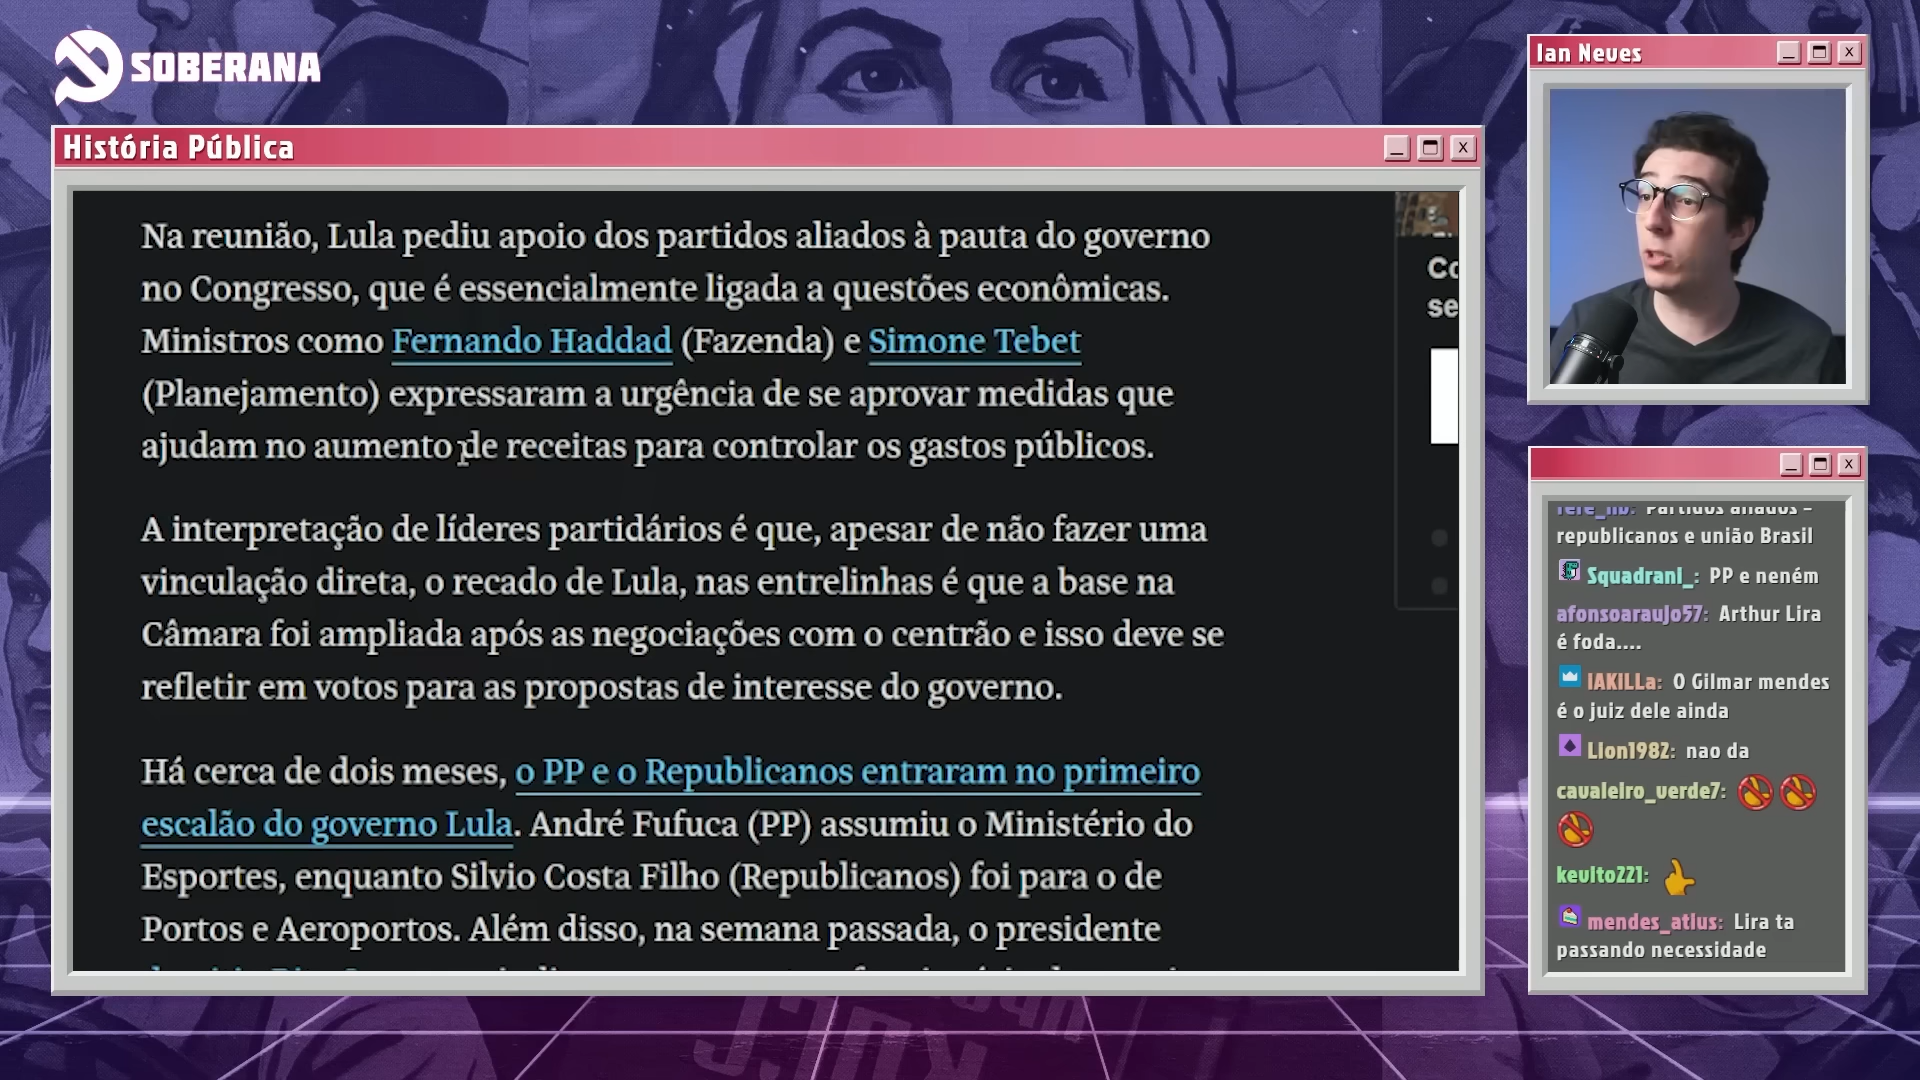 SOBERANA
História Pública
Na reunião, Lula pediu apoio dos partidos aliados à pauta do governo
no Congresso, que é essencialmente ligada a questões econômicas.
Ministros como Fernando Haddad (Fazenda) e Simone Tebet
(Planejamento) expressaram a urgência de se aprovar medidas que
ajudam no aumento de receitas para controlar os gastos públicos.
A interpretação de líderes partidários é que, apesar de não fazer uma
vinculação direta, o recado de Lula, nas entrelinhas é que a base na
Câmara foi ampliada após as negociações com o centrão e isso deve se
refletir em votos para as propostas de interesse do governo.
Há cerca de dois meses, o PP e o Republicanos entraram no primeiro
escalão do governo Lula. André Fufuca (PP) assumiu o Ministério do
Esportes, enquanto Silvio Costa Filho (Republicanos) foi para o de
Portos e Aeroportos. Além disso, na semana passada, o presidente
Co
se
Ian Neves
Partidos aliados -
republicanos e união Brasil
Squadranl_: PP e neném
afonsoaraujo57: Arthur Lira
é foda....
IAKILLa: O Gilmar mendes
é o juiz dele ainda
Lion1982: nao da
cavaleiro_verde7:
kevito221:
mendes_atlus: Lira ta
passando necessidade